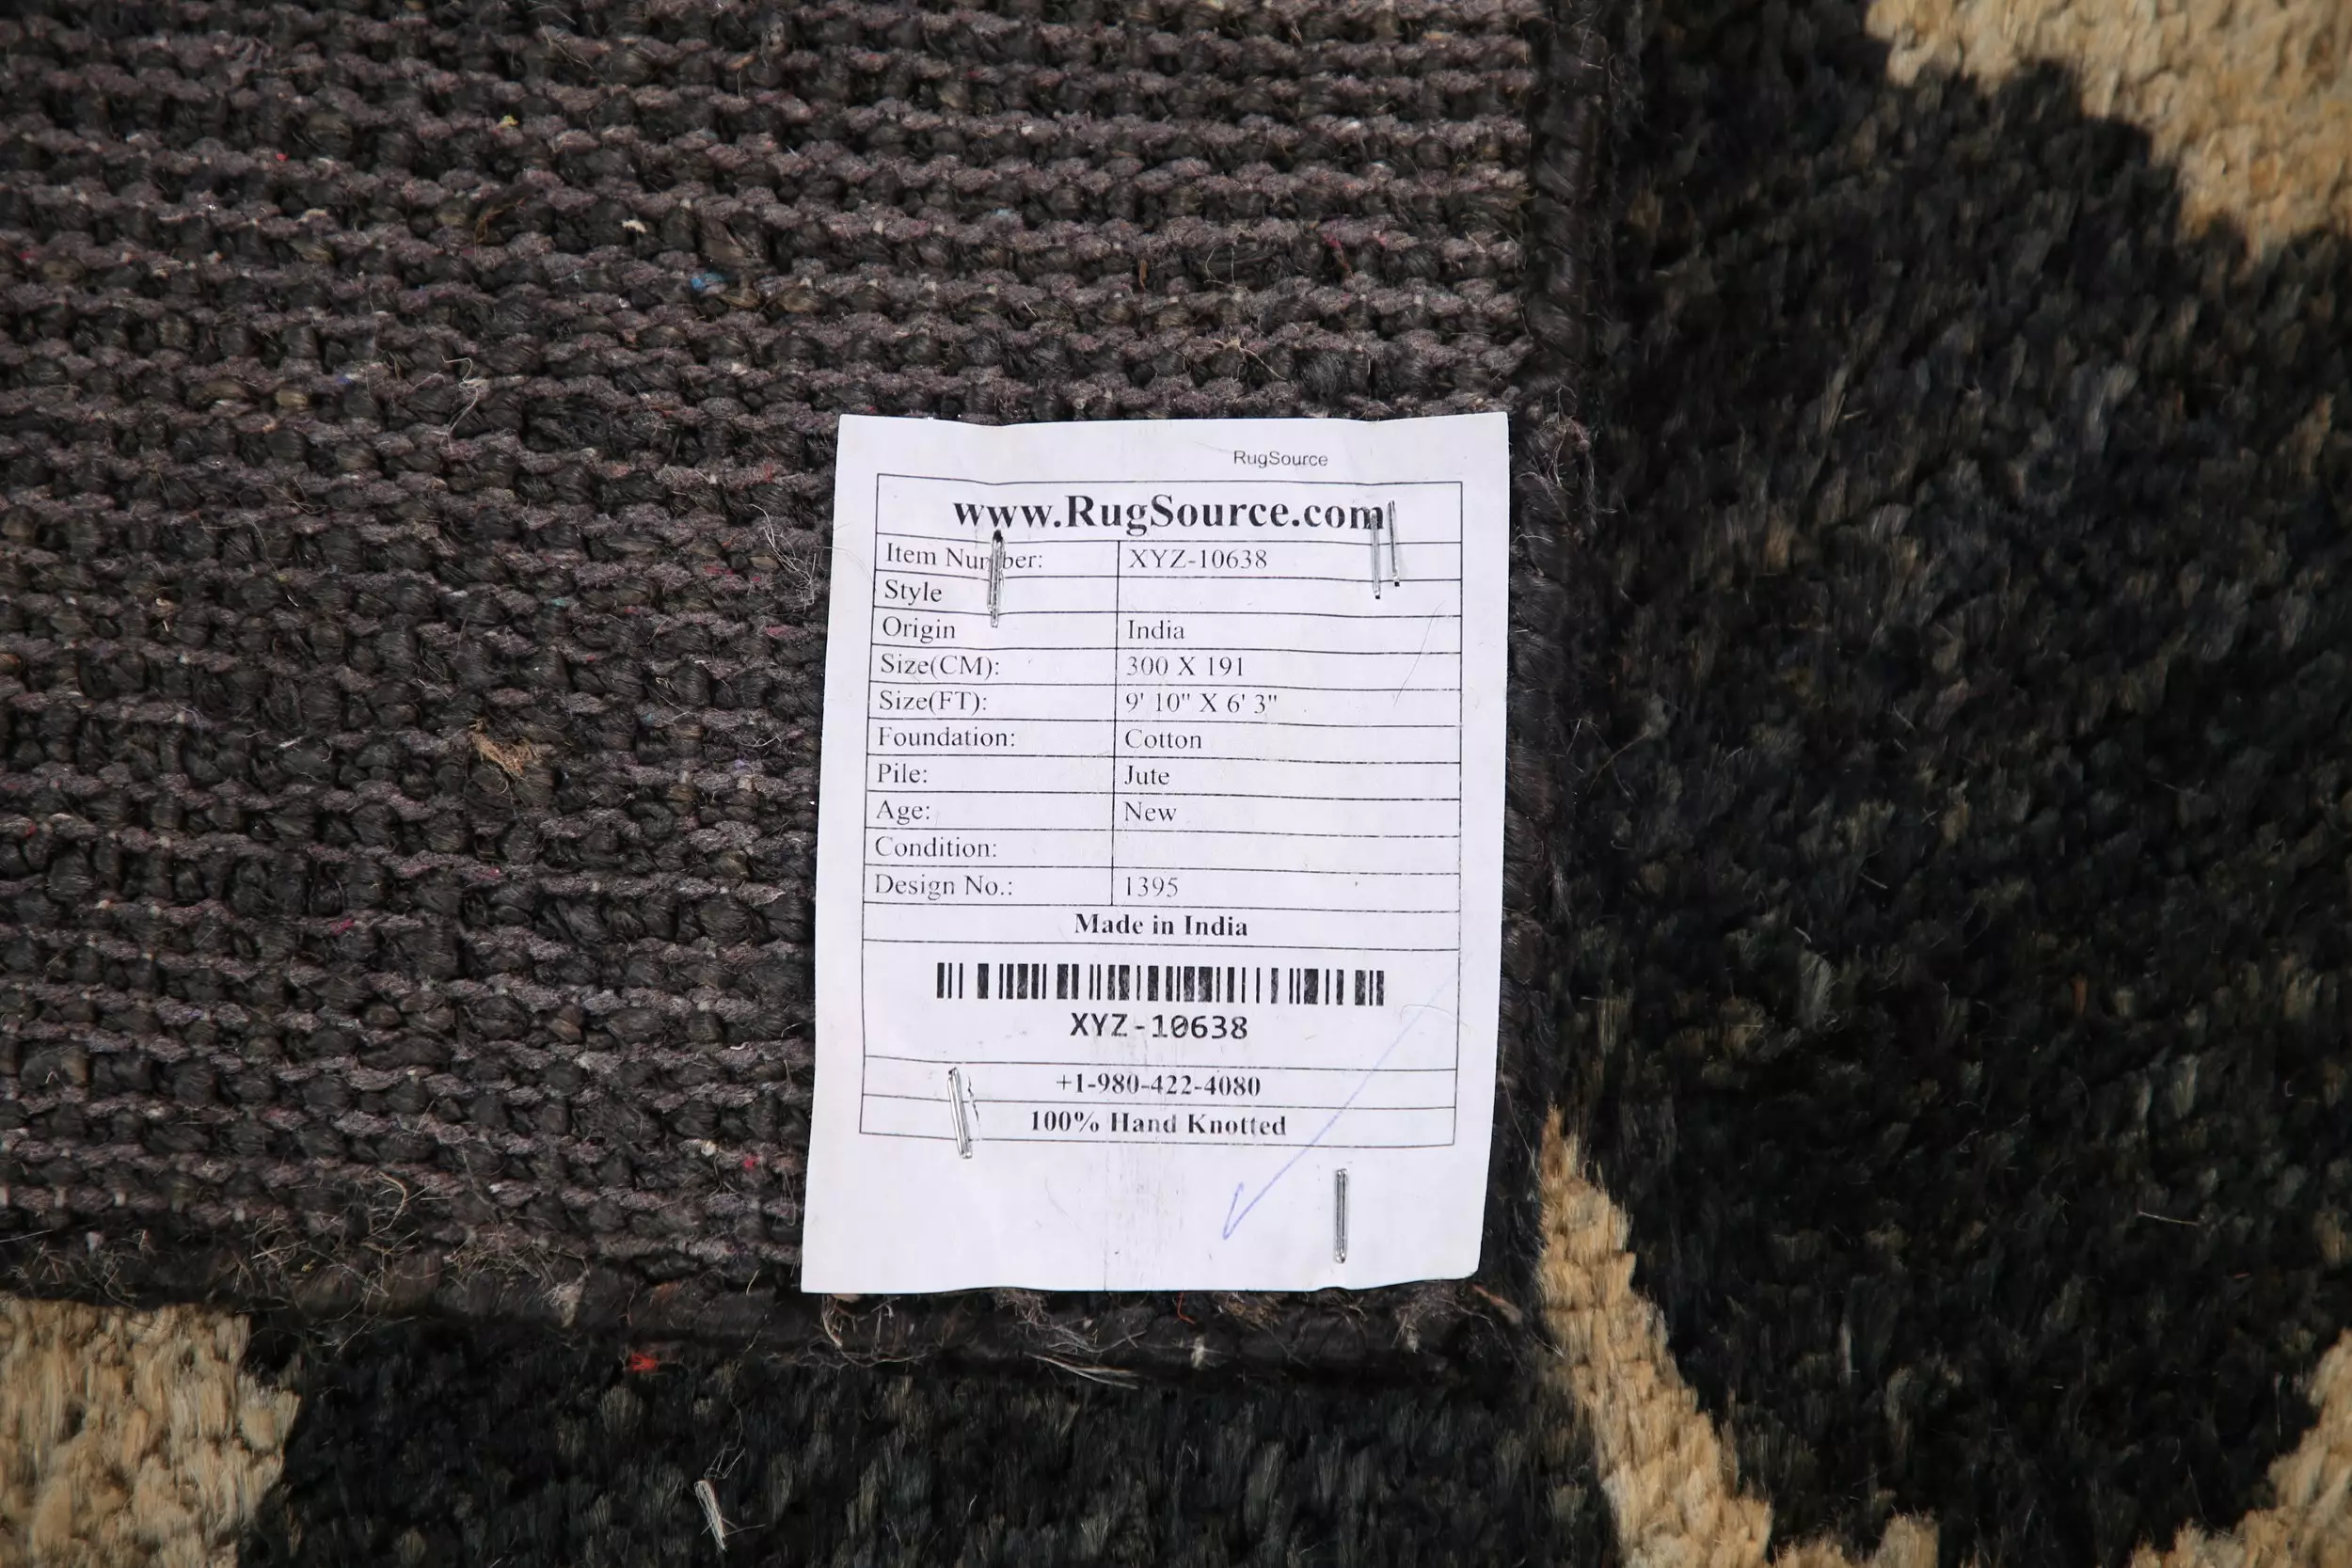 RugSource
www.RugSource.com
Item Number: XYZ-10638
Style
Origin India
Size(CM): 300 X 191
Size(FT): 9' 10" X 6' 3"
Foundation: Cotton
Pile: Jute
Age: New
Condition:
Design No.: 1395
Made in India
XYZ-10638
+1-980-422-4080
100% Hand Knotted